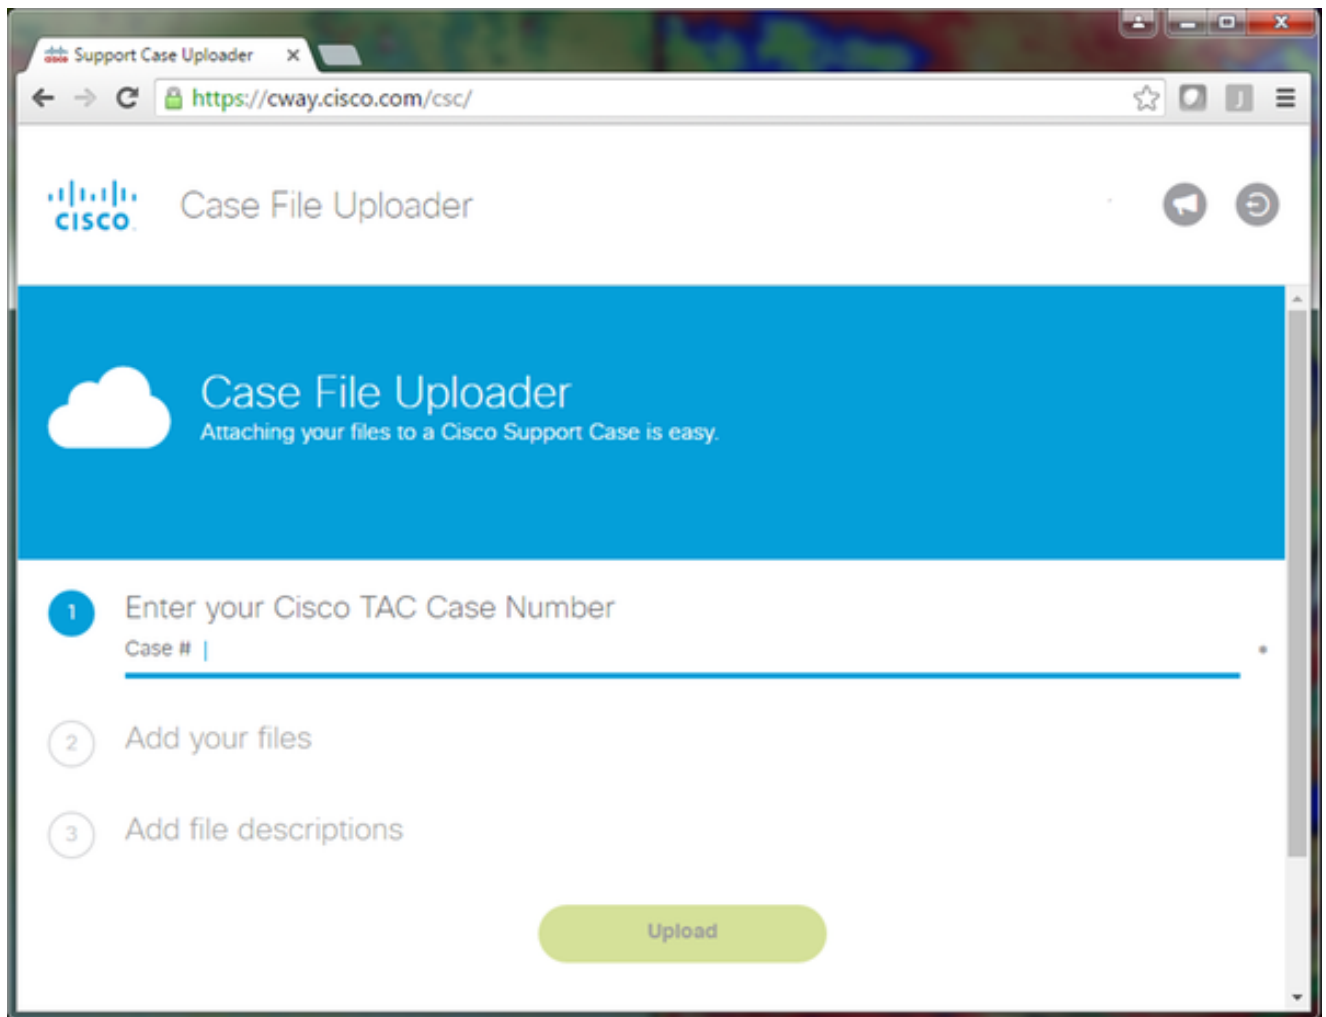 Support Case Uploader
https://cway.cisco.com/csc/
J
CISCO
Case File Uploader
Case File Uploader
Attaching your files to a Cisco Support Case is easy.
1
Enter your Cisco TAC Case Number
Case #
*
2
Add your files
3
Add file descriptions
Upload